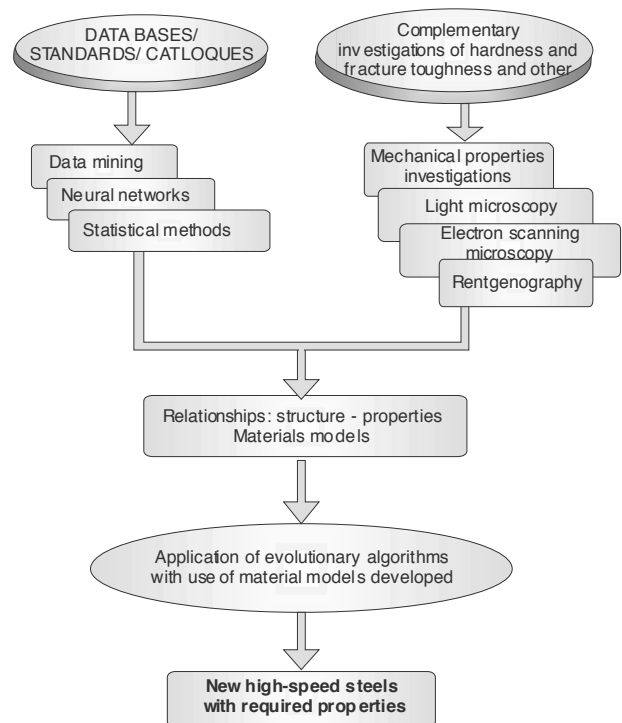 DATA BASES/
STANDARDS/ CATLOQUES
Complementary
investigations of hardness and
fracture toughness and other
Data mining
Neural networks
Statistical methods
Mechanical properties
investigations
Light microscopy
Electron scanning
microscopy
Rentgenography
Relationships: structure - properties
Materials models
Application of evolutionary algorithms
with use of material models developed
New high-speed steels
with required properties